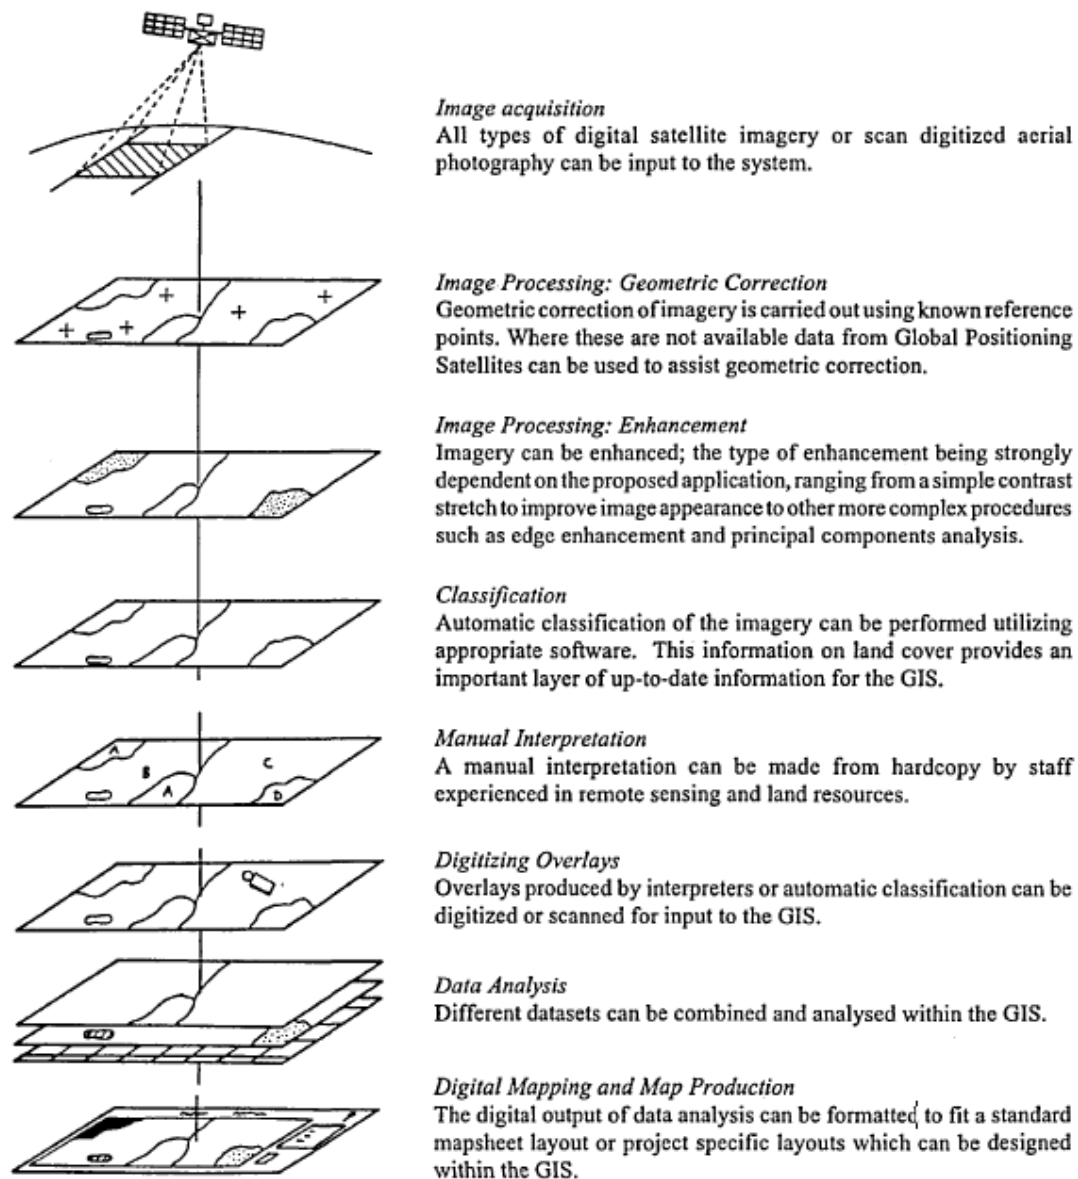 Image acquisition
All types of digital satellite imagery or scan digitized aerial
photography can be input to the system.
Image Processing: Geometric Correction
Geometric correction of imagery is carried out using known reference
points. Where these are not available data from Global Positioning
Satellites can be used to assist geometric correction.
Image Processing: Enhancement
Imagery can be enhanced; the type of enhancement being strongly
dependent on the proposed application, ranging from a simple contrast
stretch to improve image appearance to other more complex procedures
such as edge enhancement and principal components analysis.
Classification
Automatic classification of the imagery can be performed utilizing
appropriate software. This information on land cover provides an
important layer of up-to-date information for the GIS.
Manual Interpretation
A manual interpretation can be made from hardcopy by staff
experienced in remote sensing and land resources.
A
B
C
A
D
Digitizing Overlays
Overlays produced by interpreters or automatic classification can be
digitized or scanned for input to the GIS.
Data Analysis
Different datasets can be combined and analysed within the GIS.
Digital Mapping and Map Production
The digital output of data analysis can be formatted to fit a standard
mapsheet layout or project specific layouts which can be designed
within the GIS.